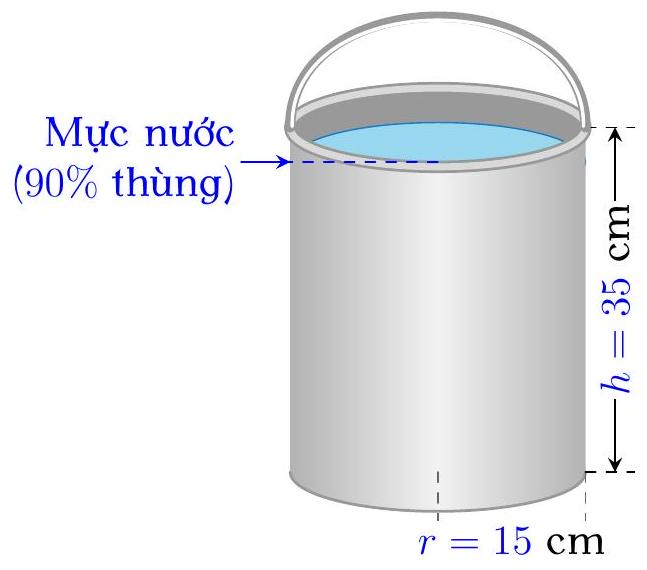 Mực nước
(90% thùng)
h = 35 cm
r = 15 cm